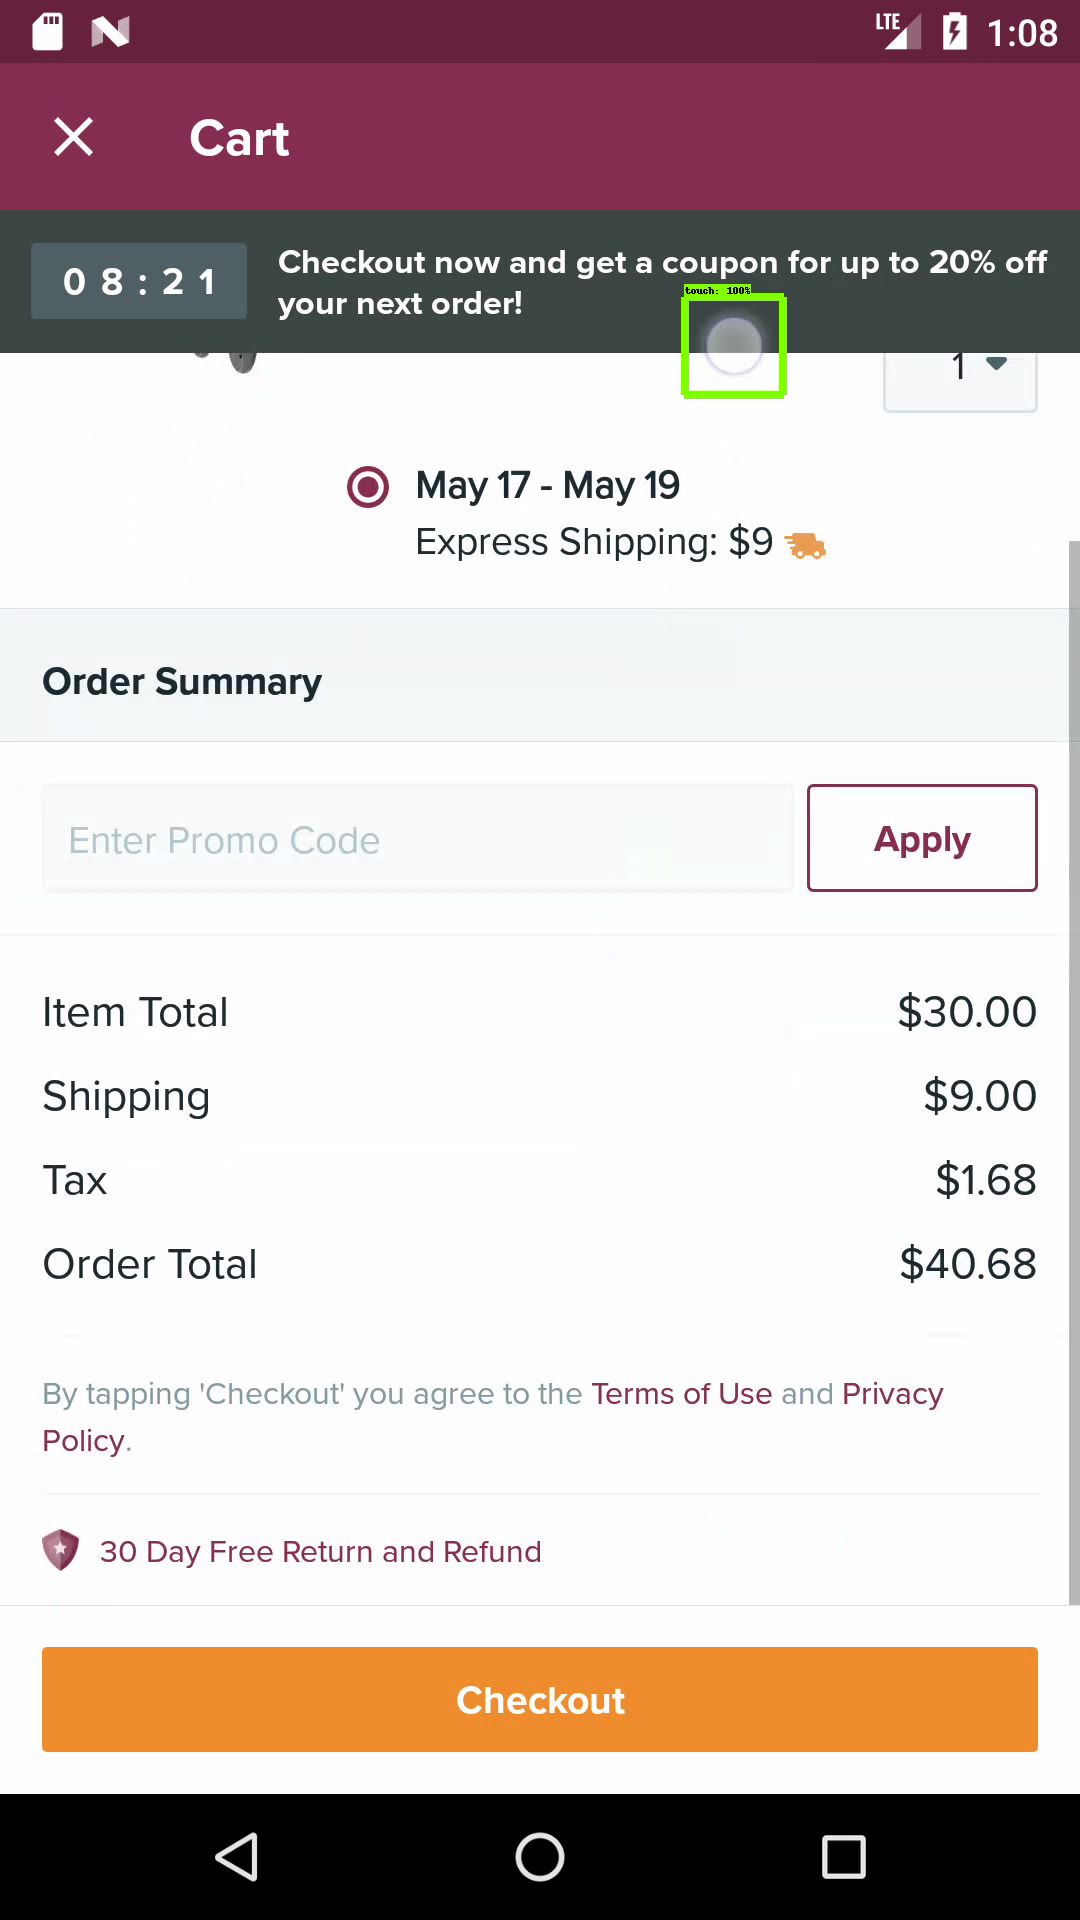 LTE 1:08
Cart
08:21
Checkout now and get a coupon for up to 20% off
your next order!
touch: 100%
1
May 17 - May 19
Express Shipping: $9
Order Summary
Enter Promo Code
Apply
Item Total $30.00
Shipping $9.00
Tax $1.68
Order Total $40.68
By tapping 'Checkout' you agree to the Terms of Use and Privacy
Policy.
30 Day Free Return and Refund
Checkout